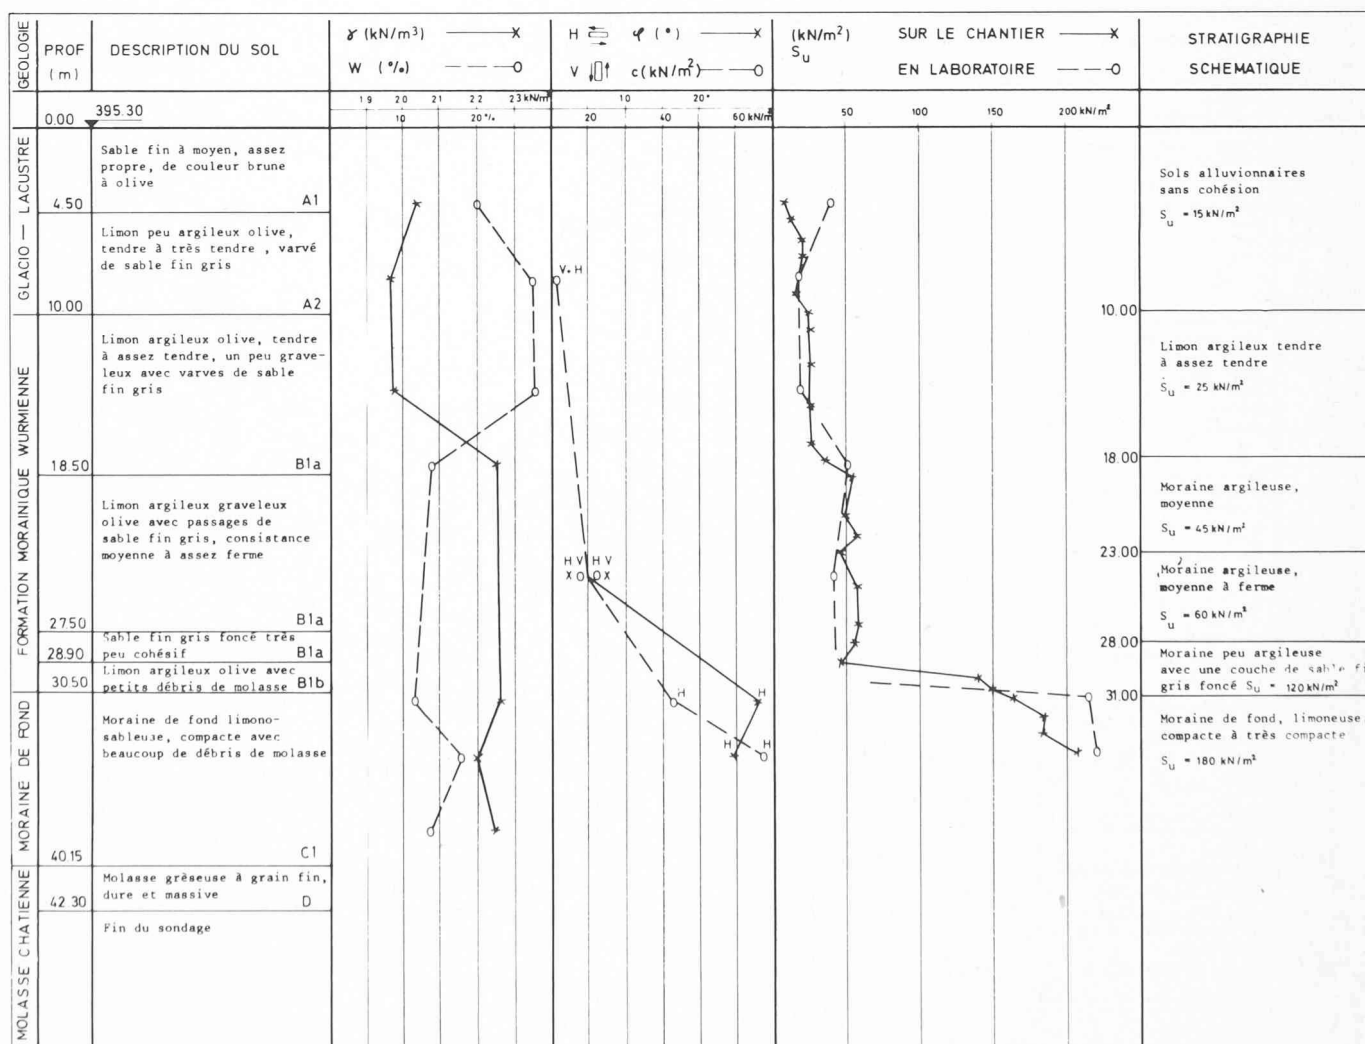 GEOLOGIE
PROF
(m)
DESCRIPTION DU SOL
γ (kN/m³) ——— X
W (%) — — — O
H φ (°) ——— X
V c (kN/m²) — — O
(kN/m²)
Su
SUR LE CHANTIER ——— X
EN LABORATOIRE — — — O
STRATIGRAPHIE
SCHEMATIQUE
0.00
395.30
19 20 21 22 23 kN/m³
10 20%
10 20°
20 40 60 kN/m²
50 100 150 200 kN/m²
GLACIO — LACUSTRE
Sable fin à moyen, assez
propre, de couleur brune
à olive
A1
4.50
Limon peu argileux olive,
tendre à très tendre , varvé
de sable fin gris
A2
10.00
FORMATION MORAINIQUE WURMIENNE
Limon argileux olive, tendre
à assez tendre, un peu grave-
leux avec varves de sable
fin gris
B1a
18.50
Limon argileux graveleux
olive avec passages de
sable fin gris, consistance
moyenne à assez ferme
B1a
27.50
Sable fin gris foncé très
peu cohésif
B1a
28.90
Limon argileux olive avec
petits débris de molasse
B1b
30.50
MORAINE DE FOND
Moraine de fond limono-
sableuse, compacte avec
beaucoup de débris de molasse
C1
40.15
MOLASSE CHATIENNE
Molasse grèseuse à grain fin,
dure et massive
D
42.30
Fin du sondage
V+H
H V H V
X O O X
H
H
H
H
Sols alluvionnaires
sans cohésion
Su = 15 kN/m²
10.00
Limon argileux tendre
à assez tendre
Su = 25 kN/m²
18.00
Moraine argileuse,
moyenne
Su = 45 kN/m²
23.00
Moraine argileuse,
moyenne à ferme
Su = 60 kN/m²
28.00
Moraine peu argileuse
avec une couche de sable fi
gris foncé Su = 120 kN/m²
31.00
Moraine de fond, limoneuse
compacte à très compacte
Su = 180 kN/m²